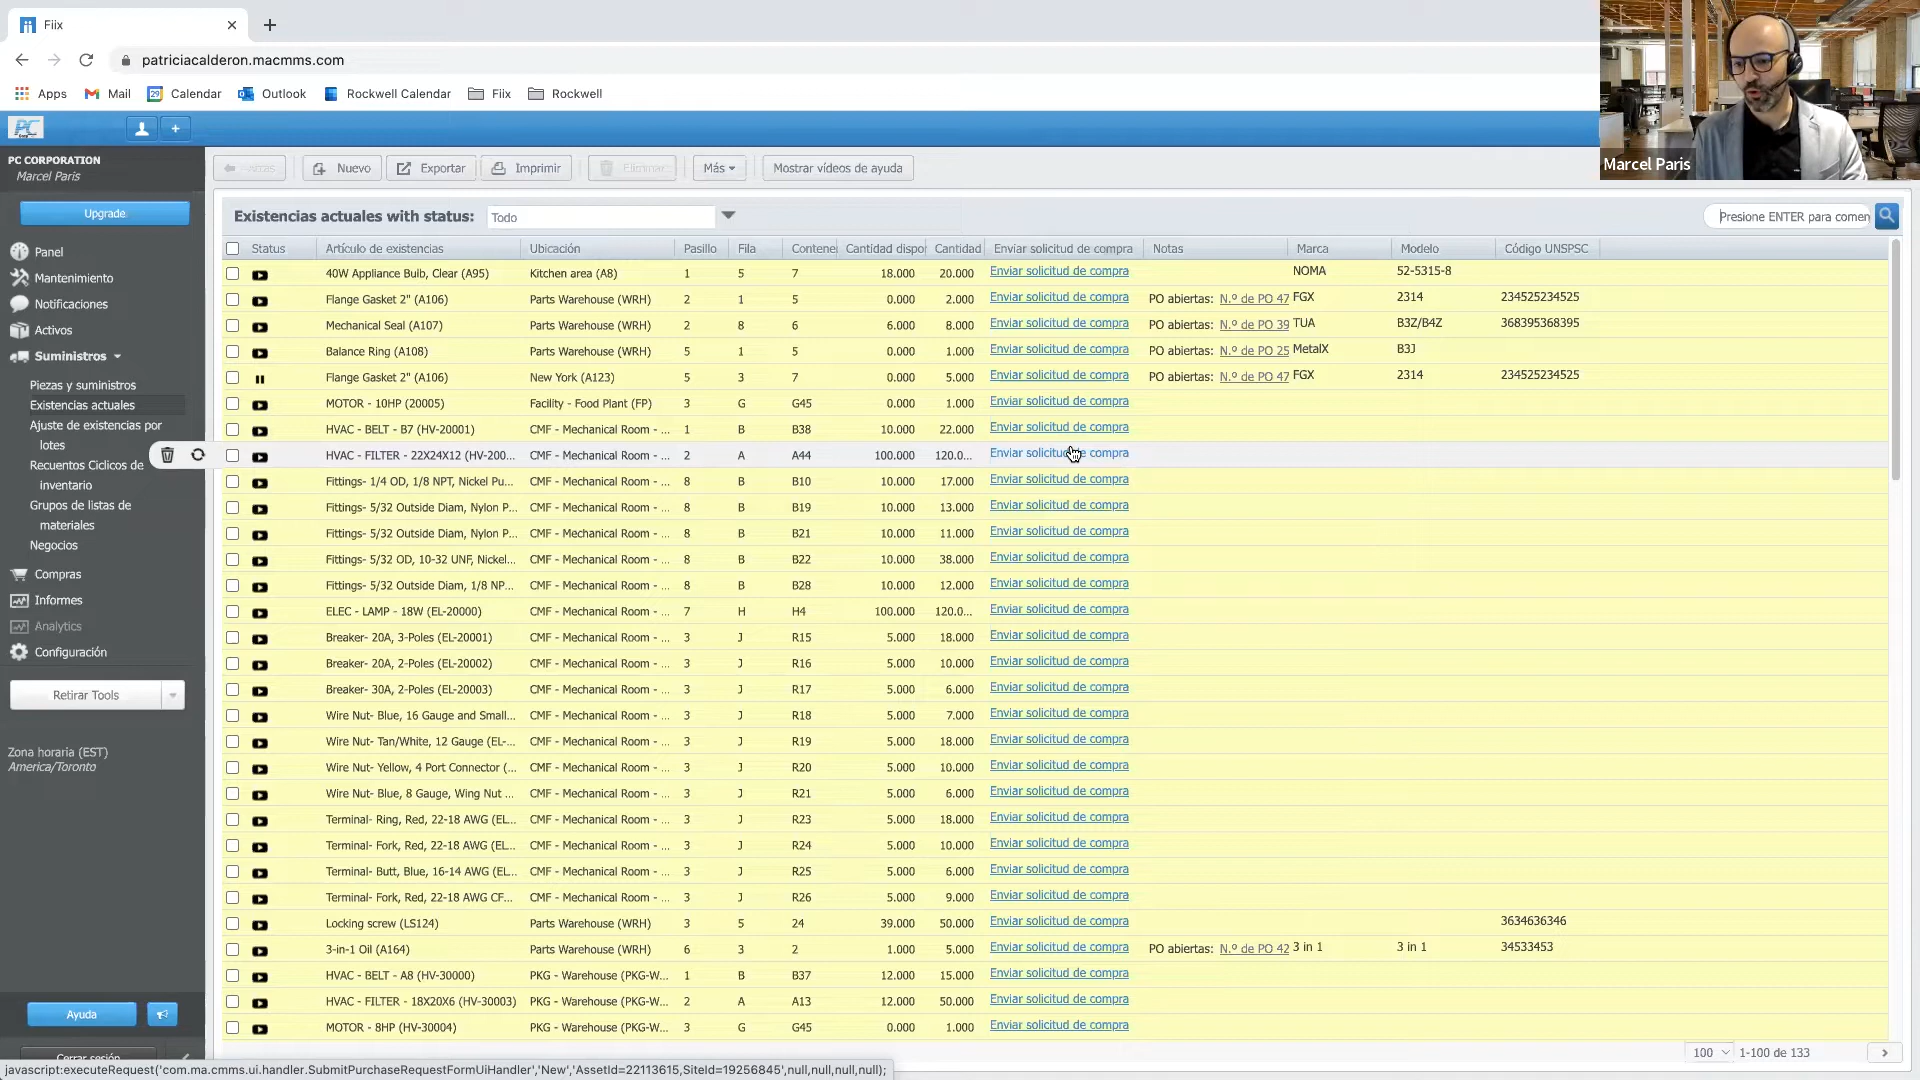 Fiix
patriciacalderon.macmms.com
Apps Mail Calendar Outlook Rockwell Calendar Fiix Rockwell
Marcel Paris
PC
PC CORPORATION
Marcel Paris
Upgrade
Panel
Mantenimiento
Notificaciones
Activos
Suministros
Piezas y suministros
Existencias actuales
Ajuste de existencias por
lotes
Recuentos Ciclicos de
inventario
Grupos de listas de
materiales
Negocios
Compras
Informes
Analytics
Configuración
Retirar Tools
Zona horaria (EST)
America/Toronto
Ayuda
Cerrar sesión
Atrás Nuevo Exportar Imprimir Eliminar Más Mostrar vídeos de ayuda
Existencias actuales with status: Todo Presione ENTER para comen
Status Artículo de existencias Ubicación Pasillo Fila Contene Cantidad dispo Cantidad Enviar solicitud de compra Notas Marca Modelo Código UNSPSC
40W Appliance Bulb, Clear (A95) Kitchen area (A8) 1 5 7 18.000 20.000 Enviar solicitud de compra NOMA 52-5315-8
Flange Gasket 2" (A106) Parts Warehouse (WRH) 2 1 5 0.000 2.000 Enviar solicitud de compra PO abiertas: N.º de PO 47 FGX 2314 234525234525
Mechanical Seal (A107) Parts Warehouse (WRH) 2 8 6 6.000 8.000 Enviar solicitud de compra PO abiertas: N.º de PO 39 TUA B3Z/B4Z 368395368395
Balance Ring (A108) Parts Warehouse (WRH) 5 1 5 0.000 1.000 Enviar solicitud de compra PO abiertas: N.º de PO 25 MetalX B3J
Flange Gasket 2" (A106) New York (A123) 5 3 7 0.000 5.000 Enviar solicitud de compra PO abiertas: N.º de PO 47 FGX 2314 234525234525
MOTOR - 10HP (20005) Facility - Food Plant (FP) 3 G G45 0.000 1.000 Enviar solicitud de compra
HVAC - BELT - B7 (HV-20001) CMF - Mechanical Room - ... 1 B B38 10.000 22.000 Enviar solicitud de compra
HVAC - FILTER - 22X24X12 (HV-200... CMF - Mechanical Room - ... 2 A A44 100.000 120.0... Enviar solicitud de compra
Fittings- 1/4 OD, 1/8 NPT, Nickel Pu... CMF - Mechanical Room - ... 8 B B10 10.000 17.000 Enviar solicitud de compra
Fittings- 5/32 Outside Diam, Nylon P... CMF - Mechanical Room - ... 8 B B19 10.000 13.000 Enviar solicitud de compra
Fittings- 5/32 Outside Diam, Nylon P... CMF - Mechanical Room - ... 8 B B21 10.000 11.000 Enviar solicitud de compra
Fittings- 5/32 OD, 10-32 UNF, Nickel... CMF - Mechanical Room - ... 8 B B22 10.000 38.000 Enviar solicitud de compra
Fittings- 5/32 Outside Diam, 1/8 NP... CMF - Mechanical Room - ... 8 B B28 10.000 12.000 Enviar solicitud de compra
ELEC - LAMP - 18W (EL-20000) CMF - Mechanical Room - ... 7 H H4 100.000 120.0... Enviar solicitud de compra
Breaker- 20A, 3-Poles (EL-20001) CMF - Mechanical Room - ... 3 J R15 5.000 18.000 Enviar solicitud de compra
Breaker- 20A, 2-Poles (EL-20002) CMF - Mechanical Room - ... 3 J R16 5.000 10.000 Enviar solicitud de compra
Breaker- 30A, 2-Poles (EL-20003) CMF - Mechanical Room - ... 3 J R17 5.000 6.000 Enviar solicitud de compra
Wire Nut- Blue, 16 Gauge and Small... CMF - Mechanical Room - ... 3 J R18 5.000 7.000 Enviar solicitud de compra
Wire Nut- Tan/White, 12 Gauge (EL-... CMF - Mechanical Room - ... 3 J R19 5.000 18.000 Enviar solicitud de compra
Wire Nut- Yellow, 4 Port Connector (... CMF - Mechanical Room - ... 3 J R20 5.000 10.000 Enviar solicitud de compra
Wire Nut- Blue, 8 Gauge, Wing Nut ... CMF - Mechanical Room - ... 3 J R21 5.000 6.000 Enviar solicitud de compra
Terminal- Ring, Red, 22-18 AWG (EL... CMF - Mechanical Room - ... 3 J R23 5.000 18.000 Enviar solicitud de compra
Terminal- Fork, Red, 22-18 AWG (EL... CMF - Mechanical Room - ... 3 J R24 5.000 10.000 Enviar solicitud de compra
Terminal- Butt, Blue, 16-14 AWG (EL... CMF - Mechanical Room - ... 3 J R25 5.000 6.000 Enviar solicitud de compra
Terminal- Fork, Red, 22-18 AWG CF... CMF - Mechanical Room - ... 3 J R26 5.000 9.000 Enviar solicitud de compra
Locking screw (LS124) Parts Warehouse (WRH) 3 5 24 39.000 50.000 Enviar solicitud de compra 3634636346
3-in-1 Oil (A164) Parts Warehouse (WRH) 6 3 2 1.000 5.000 Enviar solicitud de compra PO abiertas: N.º de PO 42 3 in 1 3 in 1 34533453
HVAC - BELT - A8 (HV-30000) PKG - Warehouse (PKG-W... 1 B B37 12.000 15.000 Enviar solicitud de compra
HVAC - FILTER - 18X20X6 (HV-30003) PKG - Warehouse (PKG-W... 2 A A13 12.000 50.000 Enviar solicitud de compra
MOTOR - 8HP (HV-30004) PKG - Warehouse (PKG-W... 3 G G45 0.000 1.000 Enviar solicitud de compra
100 1-100 de 133
javascript:executeRequest('com.ma.cmms.ui.handler.SubmitPurchaseRequestFormUiHandler','New','AssetId=22113615,SiteId=19256845',null,null,null,null);